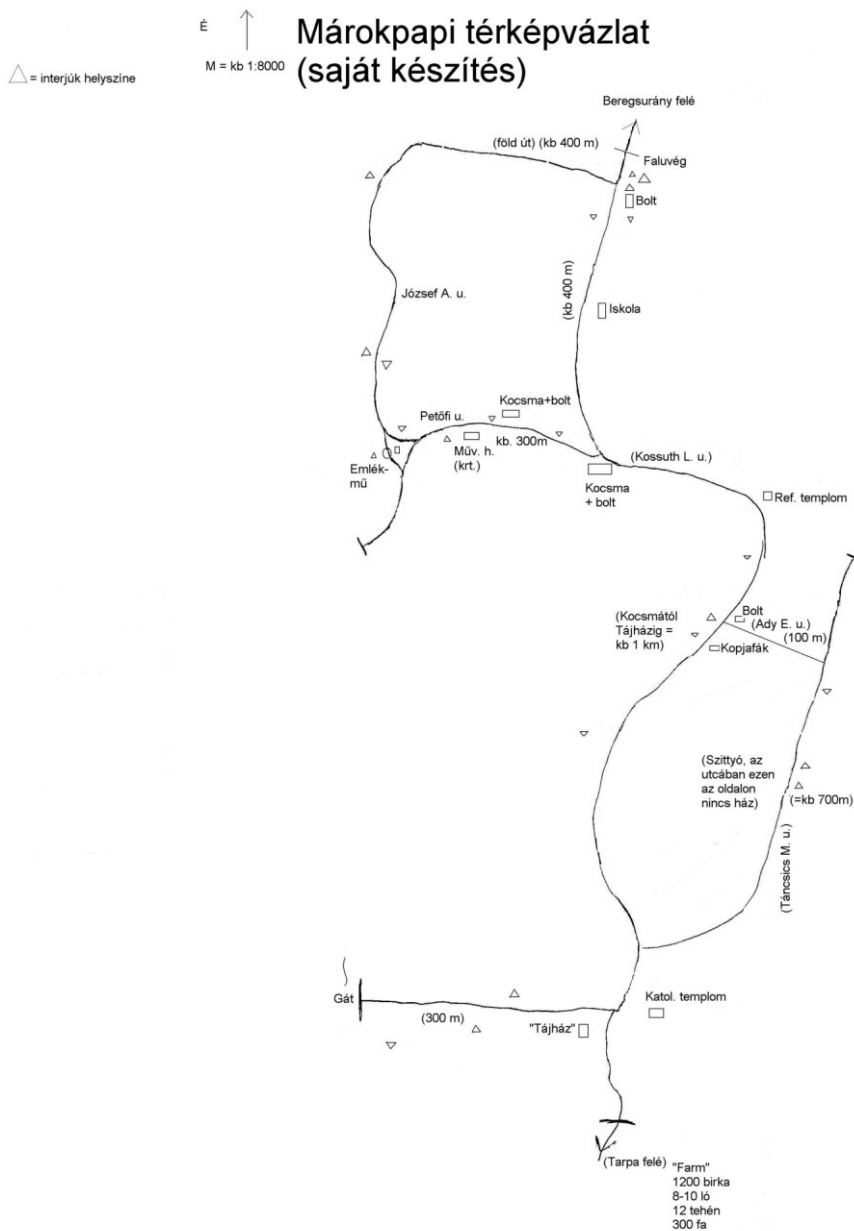 É
Márokpapi térképvázlat
(saját készítés)
M = kb 1:8000
= interjúk helyszíne
Beregsurány felé
(föld út) (kb 400 m)
Faluvég
Bolt
(kb 400 m)
József A. u.
Iskola
Kocsma+bolt
Petőfi u.
kb. 300m
Műv. h.
(krt.)
Emlék-
mű
(Kossuth L. u.)
Kocsma
+ bolt
Ref. templom
(Kocsmától
Tájházig =
kb 1 km)
Bolt
(Ady E. u.)
(100 m)
Kopjafák
(Szittyó, az
utcában ezen
az oldalon
nincs ház)
(=kb 700m)
(Táncsics M. u.)
Gát
(300 m)
"Tájház"
Katol. templom
(Tarpa felé)
"Farm"
1200 birka
8-10 ló
12 tehén
300 fa